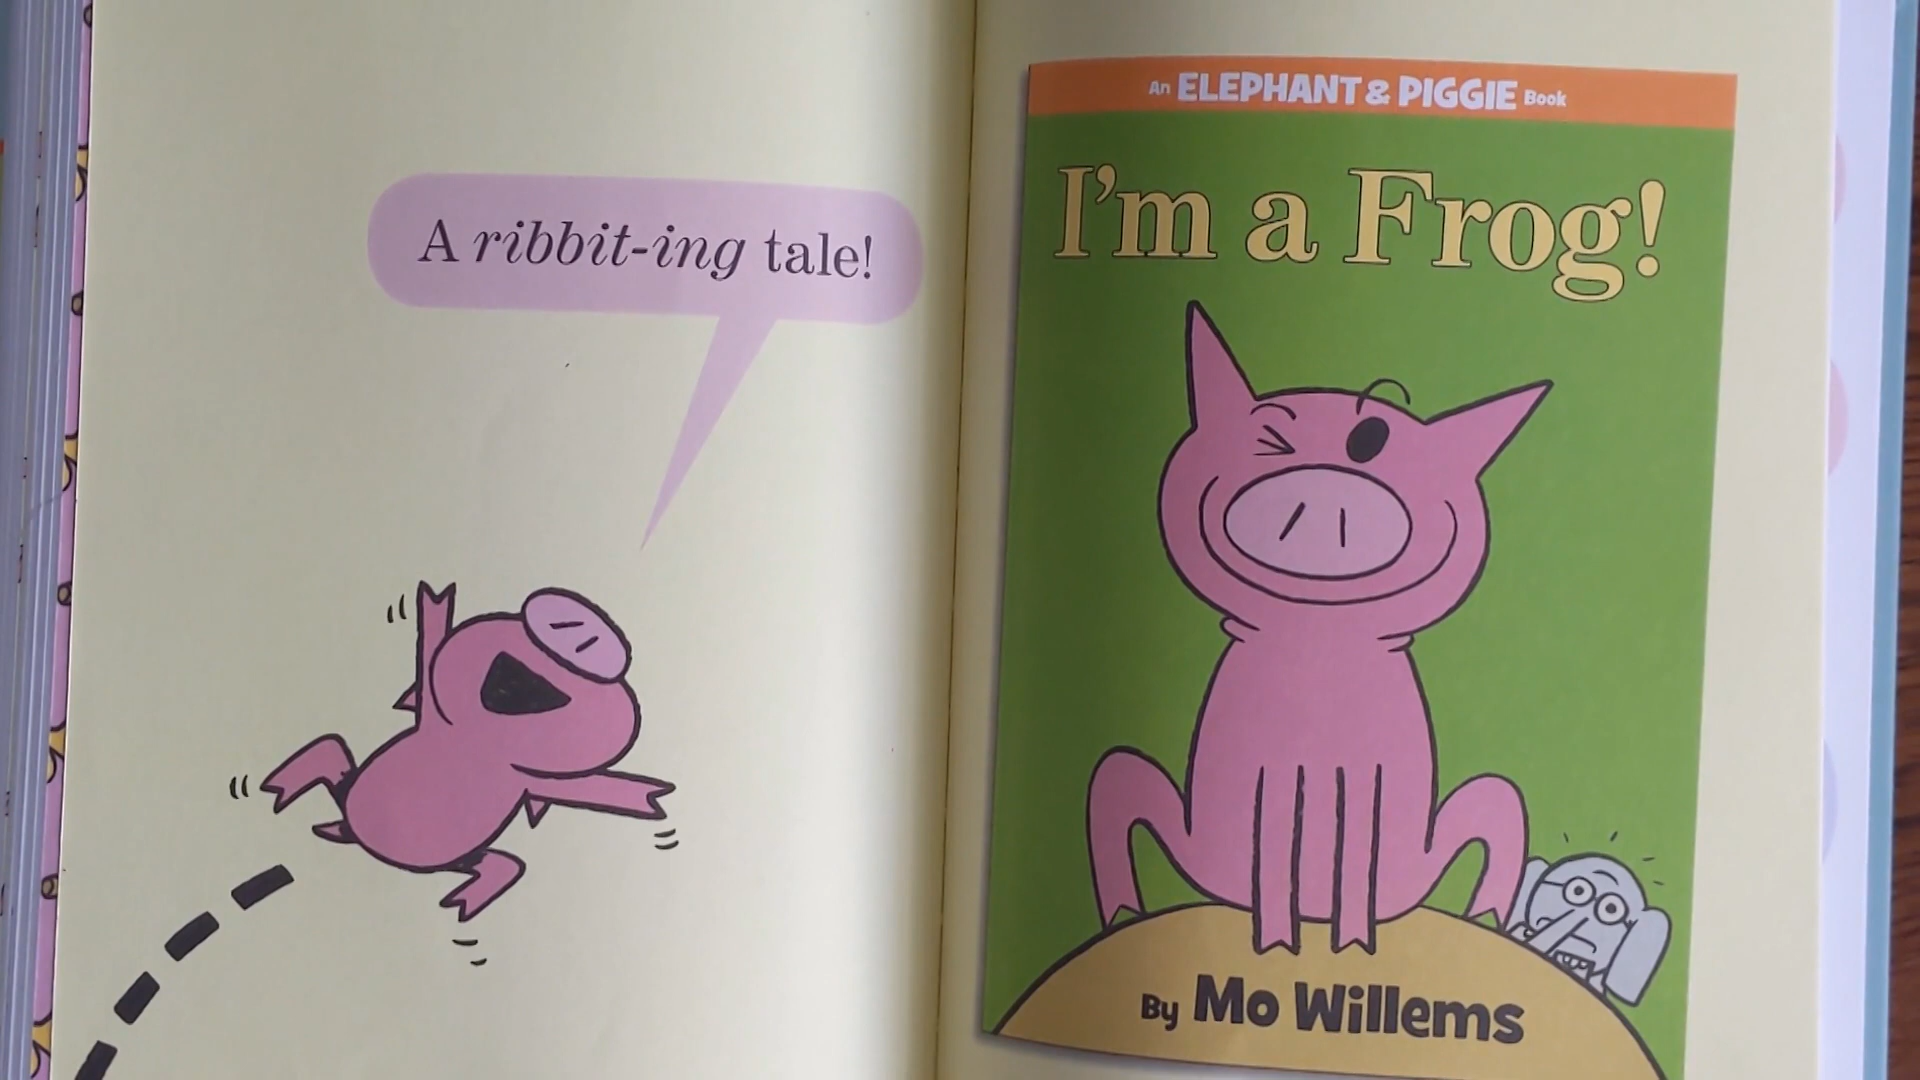 A ribbit-ing tale!
An ELEPHANT & PIGGIE Book
I'm a Frog!
By Mo Willems